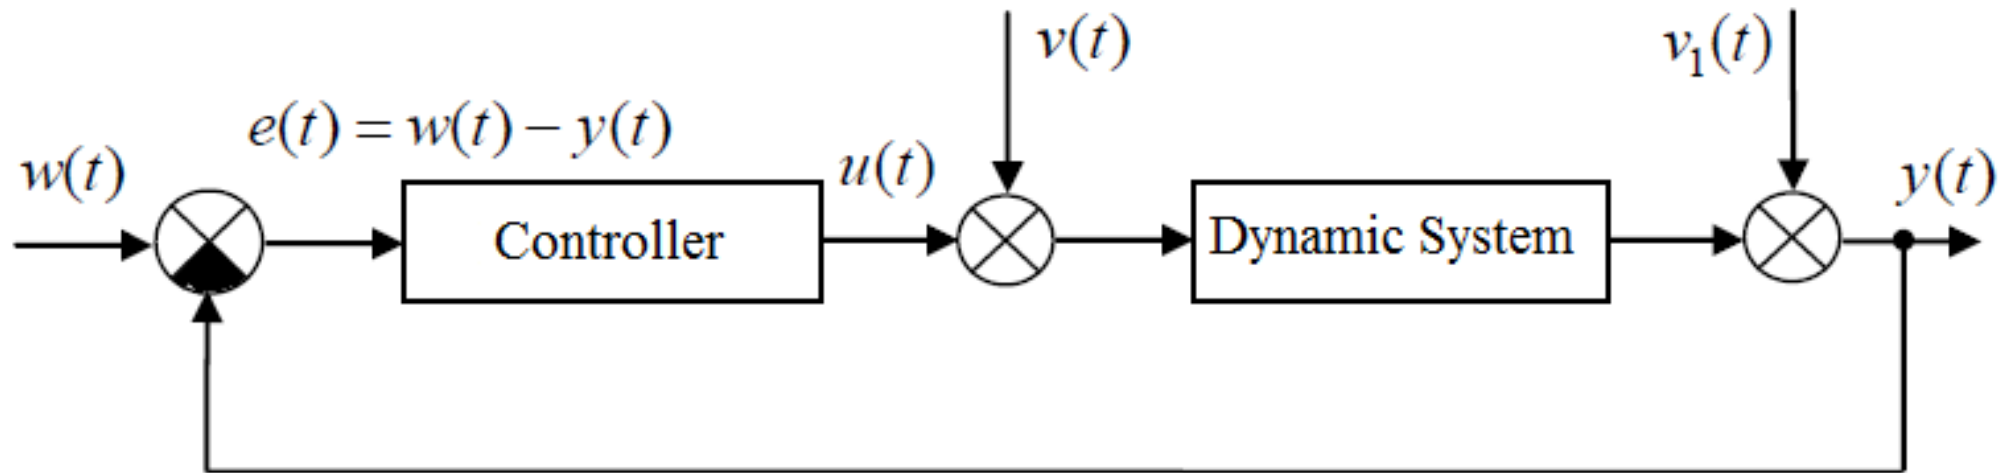 v(t)
v₁(t)
e(t) = w(t) − y(t)
w(t)
u(t)
y(t)
Controller
Dynamic System